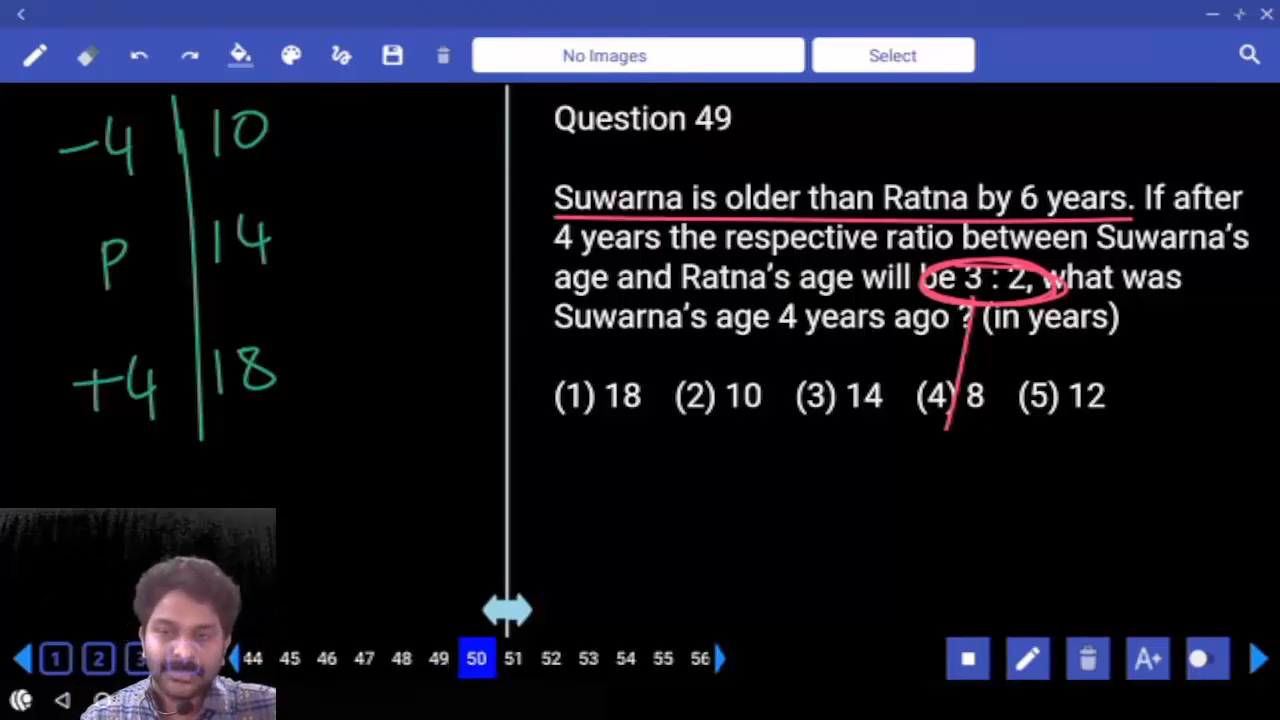 No Images
Select
-4 | 10
P | 14
+4 | 18
Question 49
Suwarna is older than Ratna by 6 years. If after
4 years the respective ratio between Suwarna's
age and Ratna's age will be 3 : 2, what was
Suwarna's age 4 years ago ? (in years)
(1) 18 (2) 10 (3) 14 (4) 8 (5) 12
1 2 3 44 45 46 47 48 49 50 51 52 53 54 55 56
A+